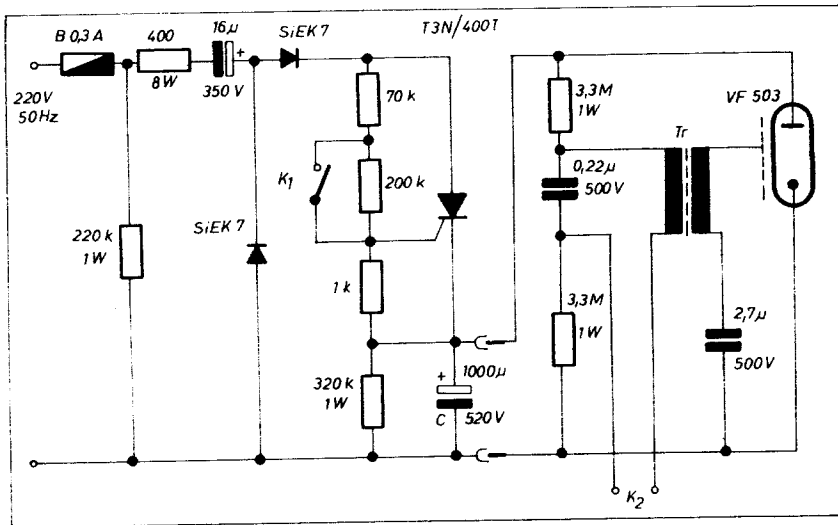 B 0,3 A
400
8W
16µ
+
350 V
SiEK 7
T3N/400T
220V
50Hz
70 k
K1
200 k
220 k
1W
SiEK 7
1 k
320 k
1W
+
1000µ
C 520V
3,3M
1W
0,22µ
500V
3,3M
1W
Tr
VF 503
2,7µ
500V
K2